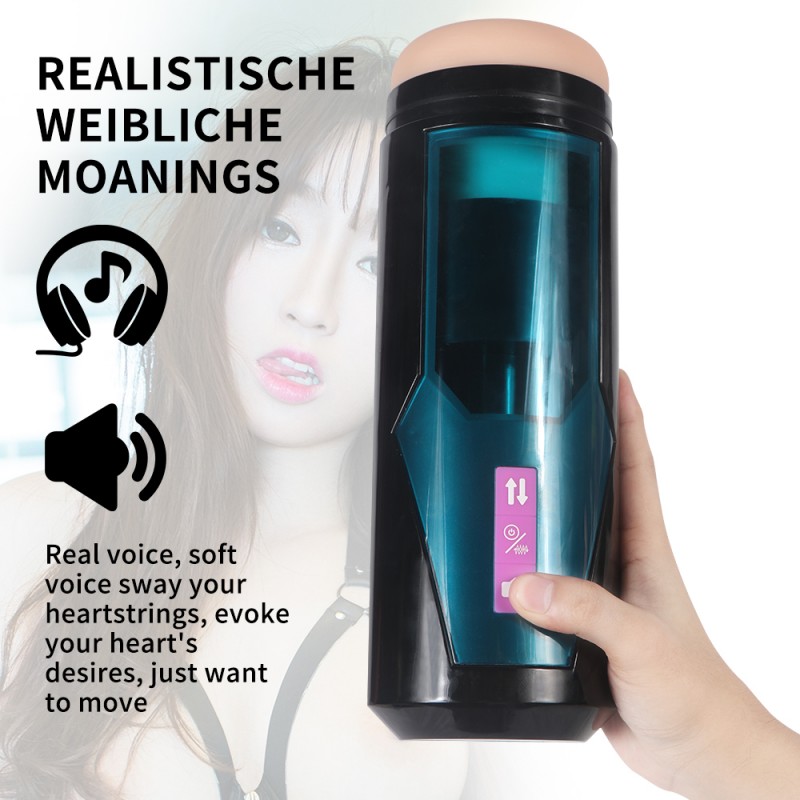 REALISTISCHE
WEIBLICHE
MOANINGS
Real voice, soft
voice sway your
heartstrings, evoke
your heart's
desires, just want
to move